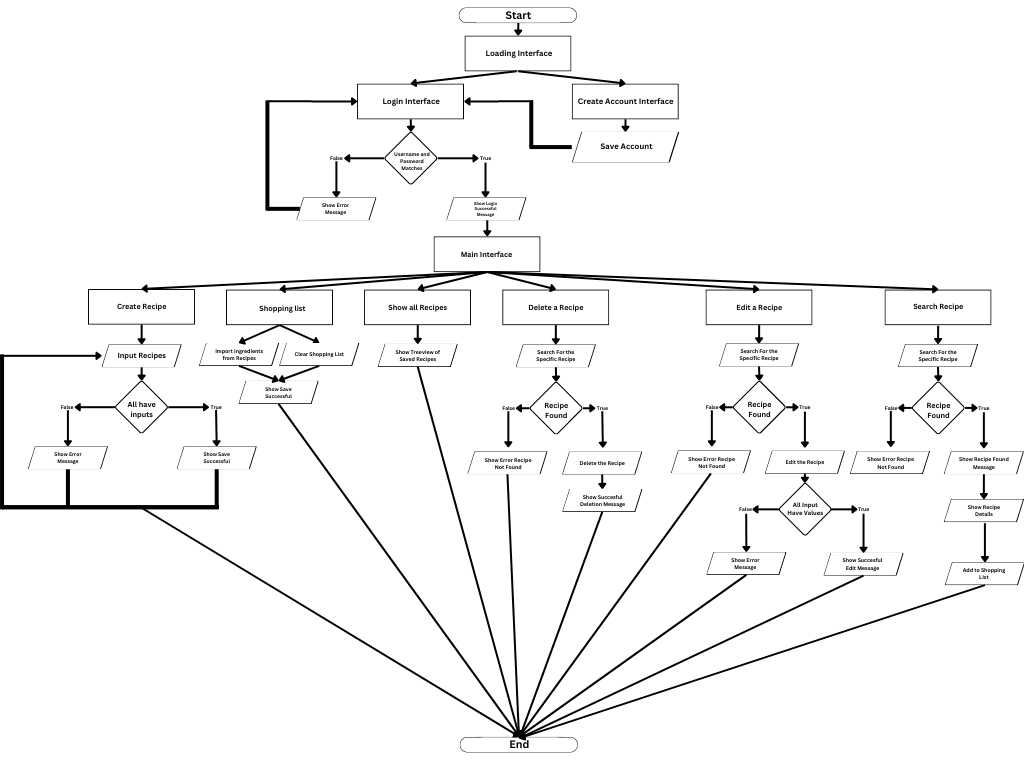 Start
Loading Interface
Login Interface
Create Account Interface
Username and
Password
Matches
False
True
Save Account
Show Error
Message
Show Login
Successful
Message
Main Interface
Create Recipe
Shopping list
Show all Recipes
Delete a Recipe
Edit a Recipe
Search Recipe
Input Recipes
Import Ingredients
from Recipes
Clear Shopping List
Show Treeview of
Saved Recipes
Search For the
Specific Recipe
Search For the
Specific Recipe
Search For the
Specific Recipe
Show Save
Successful
False
All have
inputs
True
False
Recipe
Found
True
False
Recipe
Found
True
False
Recipe
Found
True
Show Error
Message
Show Save
Successful
Show Error Recipe
Not Found
Delete the Recipe
Show Error Recipe
Not Found
Edit the Recipe
Show Error Recipe
Not Found
Show Recipe Found
Message
Show Succesful
Deletion Message
False
All Input
Have Values
True
Show Recipe
Details
Show Error
Message
Show Succesful
Edit Message
Add to Shopping
List
End